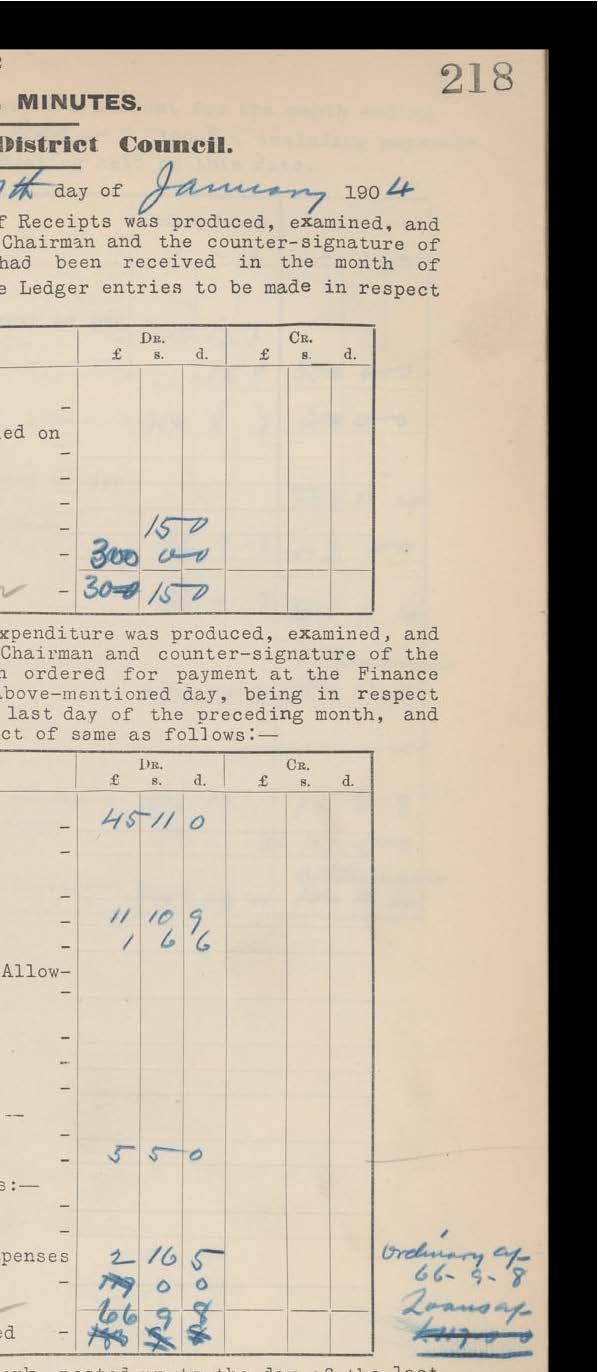 218
MINUTES.
District Council.
th day of January 1904
f Receipts was produced, examined, and
Chairman and the counter-signature of
had been received in the month of
e Ledger entries to be made in respect
DR. CR.
£ s. d. £ s. d.
–
ed on
–
–
–
15 0 –
300 0 0 –
300 15 0 –
xpenditure was produced, examined, and
Chairman and counter-signature of the
n ordered for payment at the Finance
above-mentioned day, being in respect
last day of the preceding month, and
ct of same as follows:—
DR. CR.
£ s. d. £ s. d.
– 45 11 0
–
–
– 11 10 9
– 1 6 6
Allow-
–
–
–
–
—
–
– 5 5 0
s:—
–
–
penses 2 16 5
– 0 0
66 9 8
ed –
Ordinary a/c
66-9-8
Loans a/c